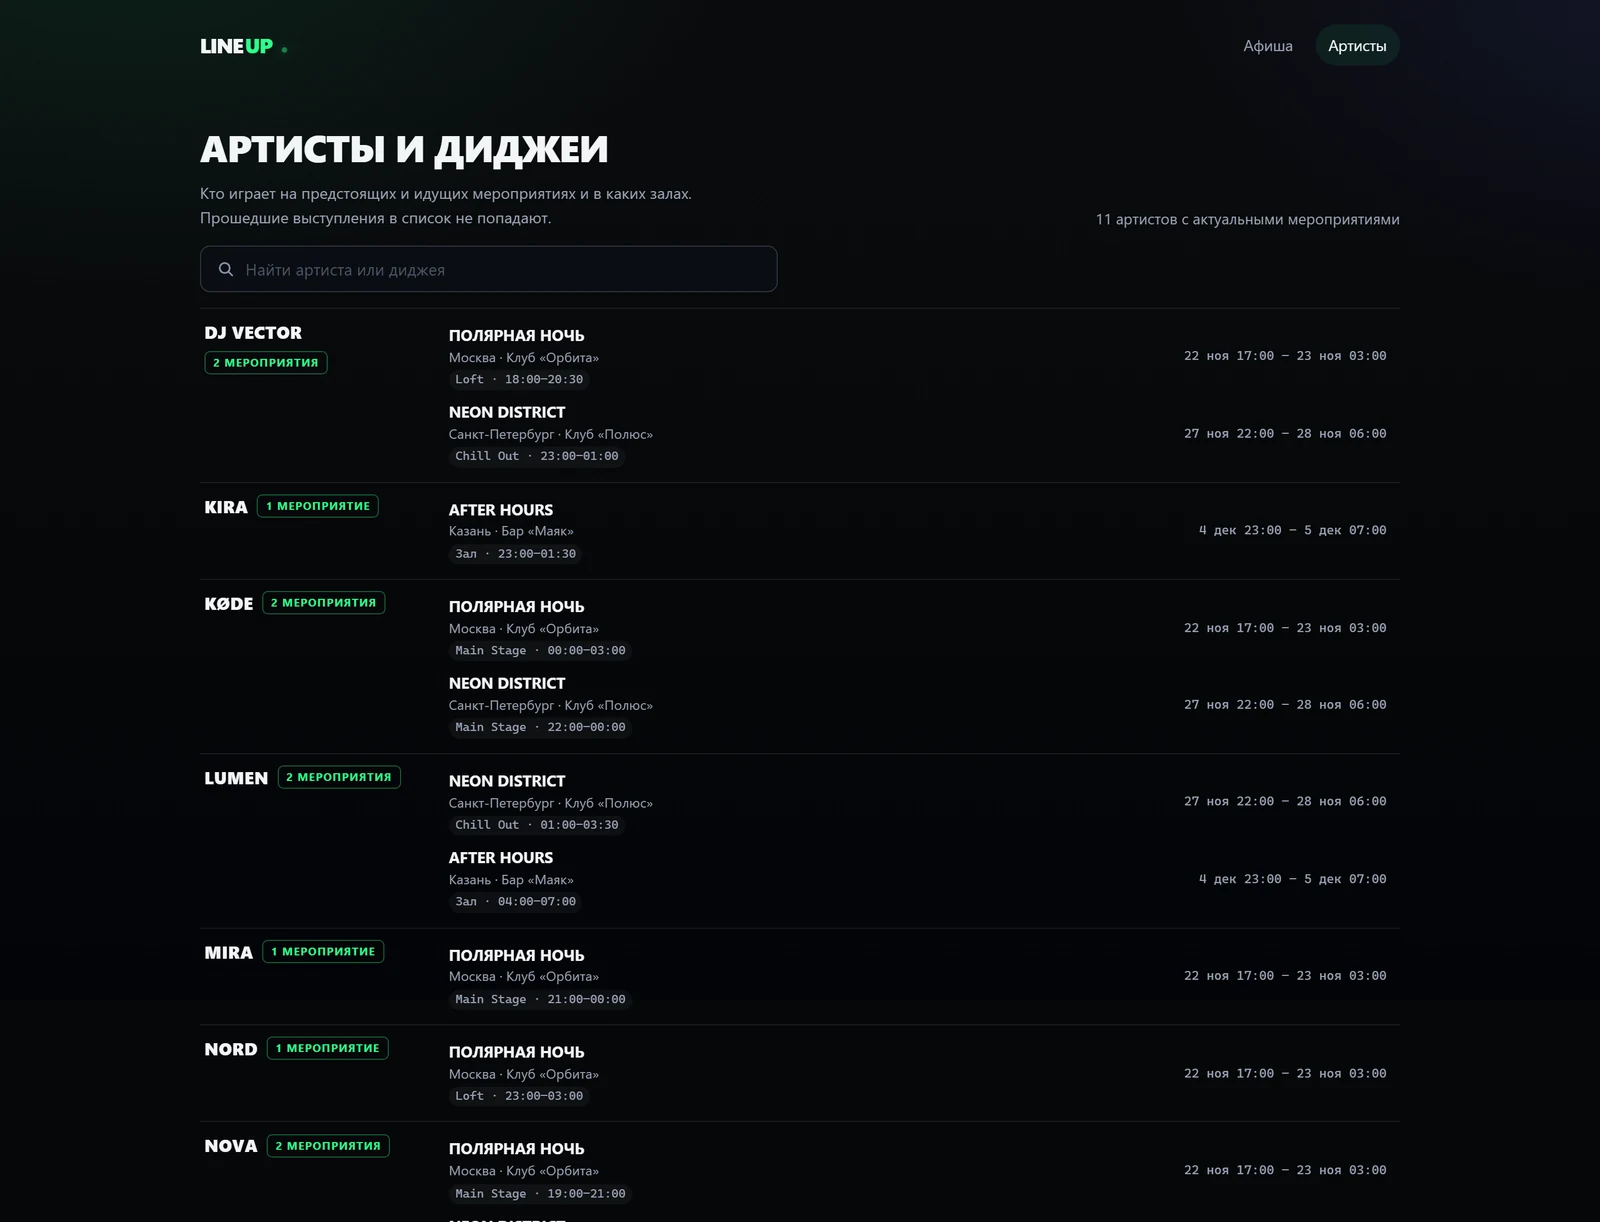 LINEUP
Афиша
Артисты
АРТИСТЫ И ДИДЖЕИ
Кто играет на предстоящих и идущих мероприятиях и в каких залах.
Прошедшие выступления в список не попадают.
11 артистов с актуальными мероприятиями
Найти артиста или диджея
DJ VECTOR
2 МЕРОПРИЯТИЯ
ПОЛЯРНАЯ НОЧЬ
Москва · Клуб «Орбита»
Loft · 18:00–20:30
22 ноя 17:00 – 23 ноя 03:00
NEON DISTRICT
Санкт-Петербург · Клуб «Полюс»
Chill Out · 23:00–01:00
27 ноя 22:00 – 28 ноя 06:00
KIRA
1 МЕРОПРИЯТИЕ
AFTER HOURS
Казань · Бар «Маяк»
Зал · 23:00–01:30
4 дек 23:00 – 5 дек 07:00
KØDE
2 МЕРОПРИЯТИЯ
ПОЛЯРНАЯ НОЧЬ
Москва · Клуб «Орбита»
Main Stage · 00:00–03:00
22 ноя 17:00 – 23 ноя 03:00
NEON DISTRICT
Санкт-Петербург · Клуб «Полюс»
Main Stage · 22:00–00:00
27 ноя 22:00 – 28 ноя 06:00
LUMEN
2 МЕРОПРИЯТИЯ
NEON DISTRICT
Санкт-Петербург · Клуб «Полюс»
Chill Out · 01:00–03:30
27 ноя 22:00 – 28 ноя 06:00
AFTER HOURS
Казань · Бар «Маяк»
Зал · 04:00–07:00
4 дек 23:00 – 5 дек 07:00
MIRA
1 МЕРОПРИЯТИЕ
ПОЛЯРНАЯ НОЧЬ
Москва · Клуб «Орбита»
Main Stage · 21:00–00:00
22 ноя 17:00 – 23 ноя 03:00
NORD
1 МЕРОПРИЯТИЕ
ПОЛЯРНАЯ НОЧЬ
Москва · Клуб «Орбита»
Loft · 23:00–03:00
22 ноя 17:00 – 23 ноя 03:00
NOVA
2 МЕРОПРИЯТИЯ
ПОЛЯРНАЯ НОЧЬ
Москва · Клуб «Орбита»
Main Stage · 19:00–21:00
22 ноя 17:00 – 23 ноя 03:00